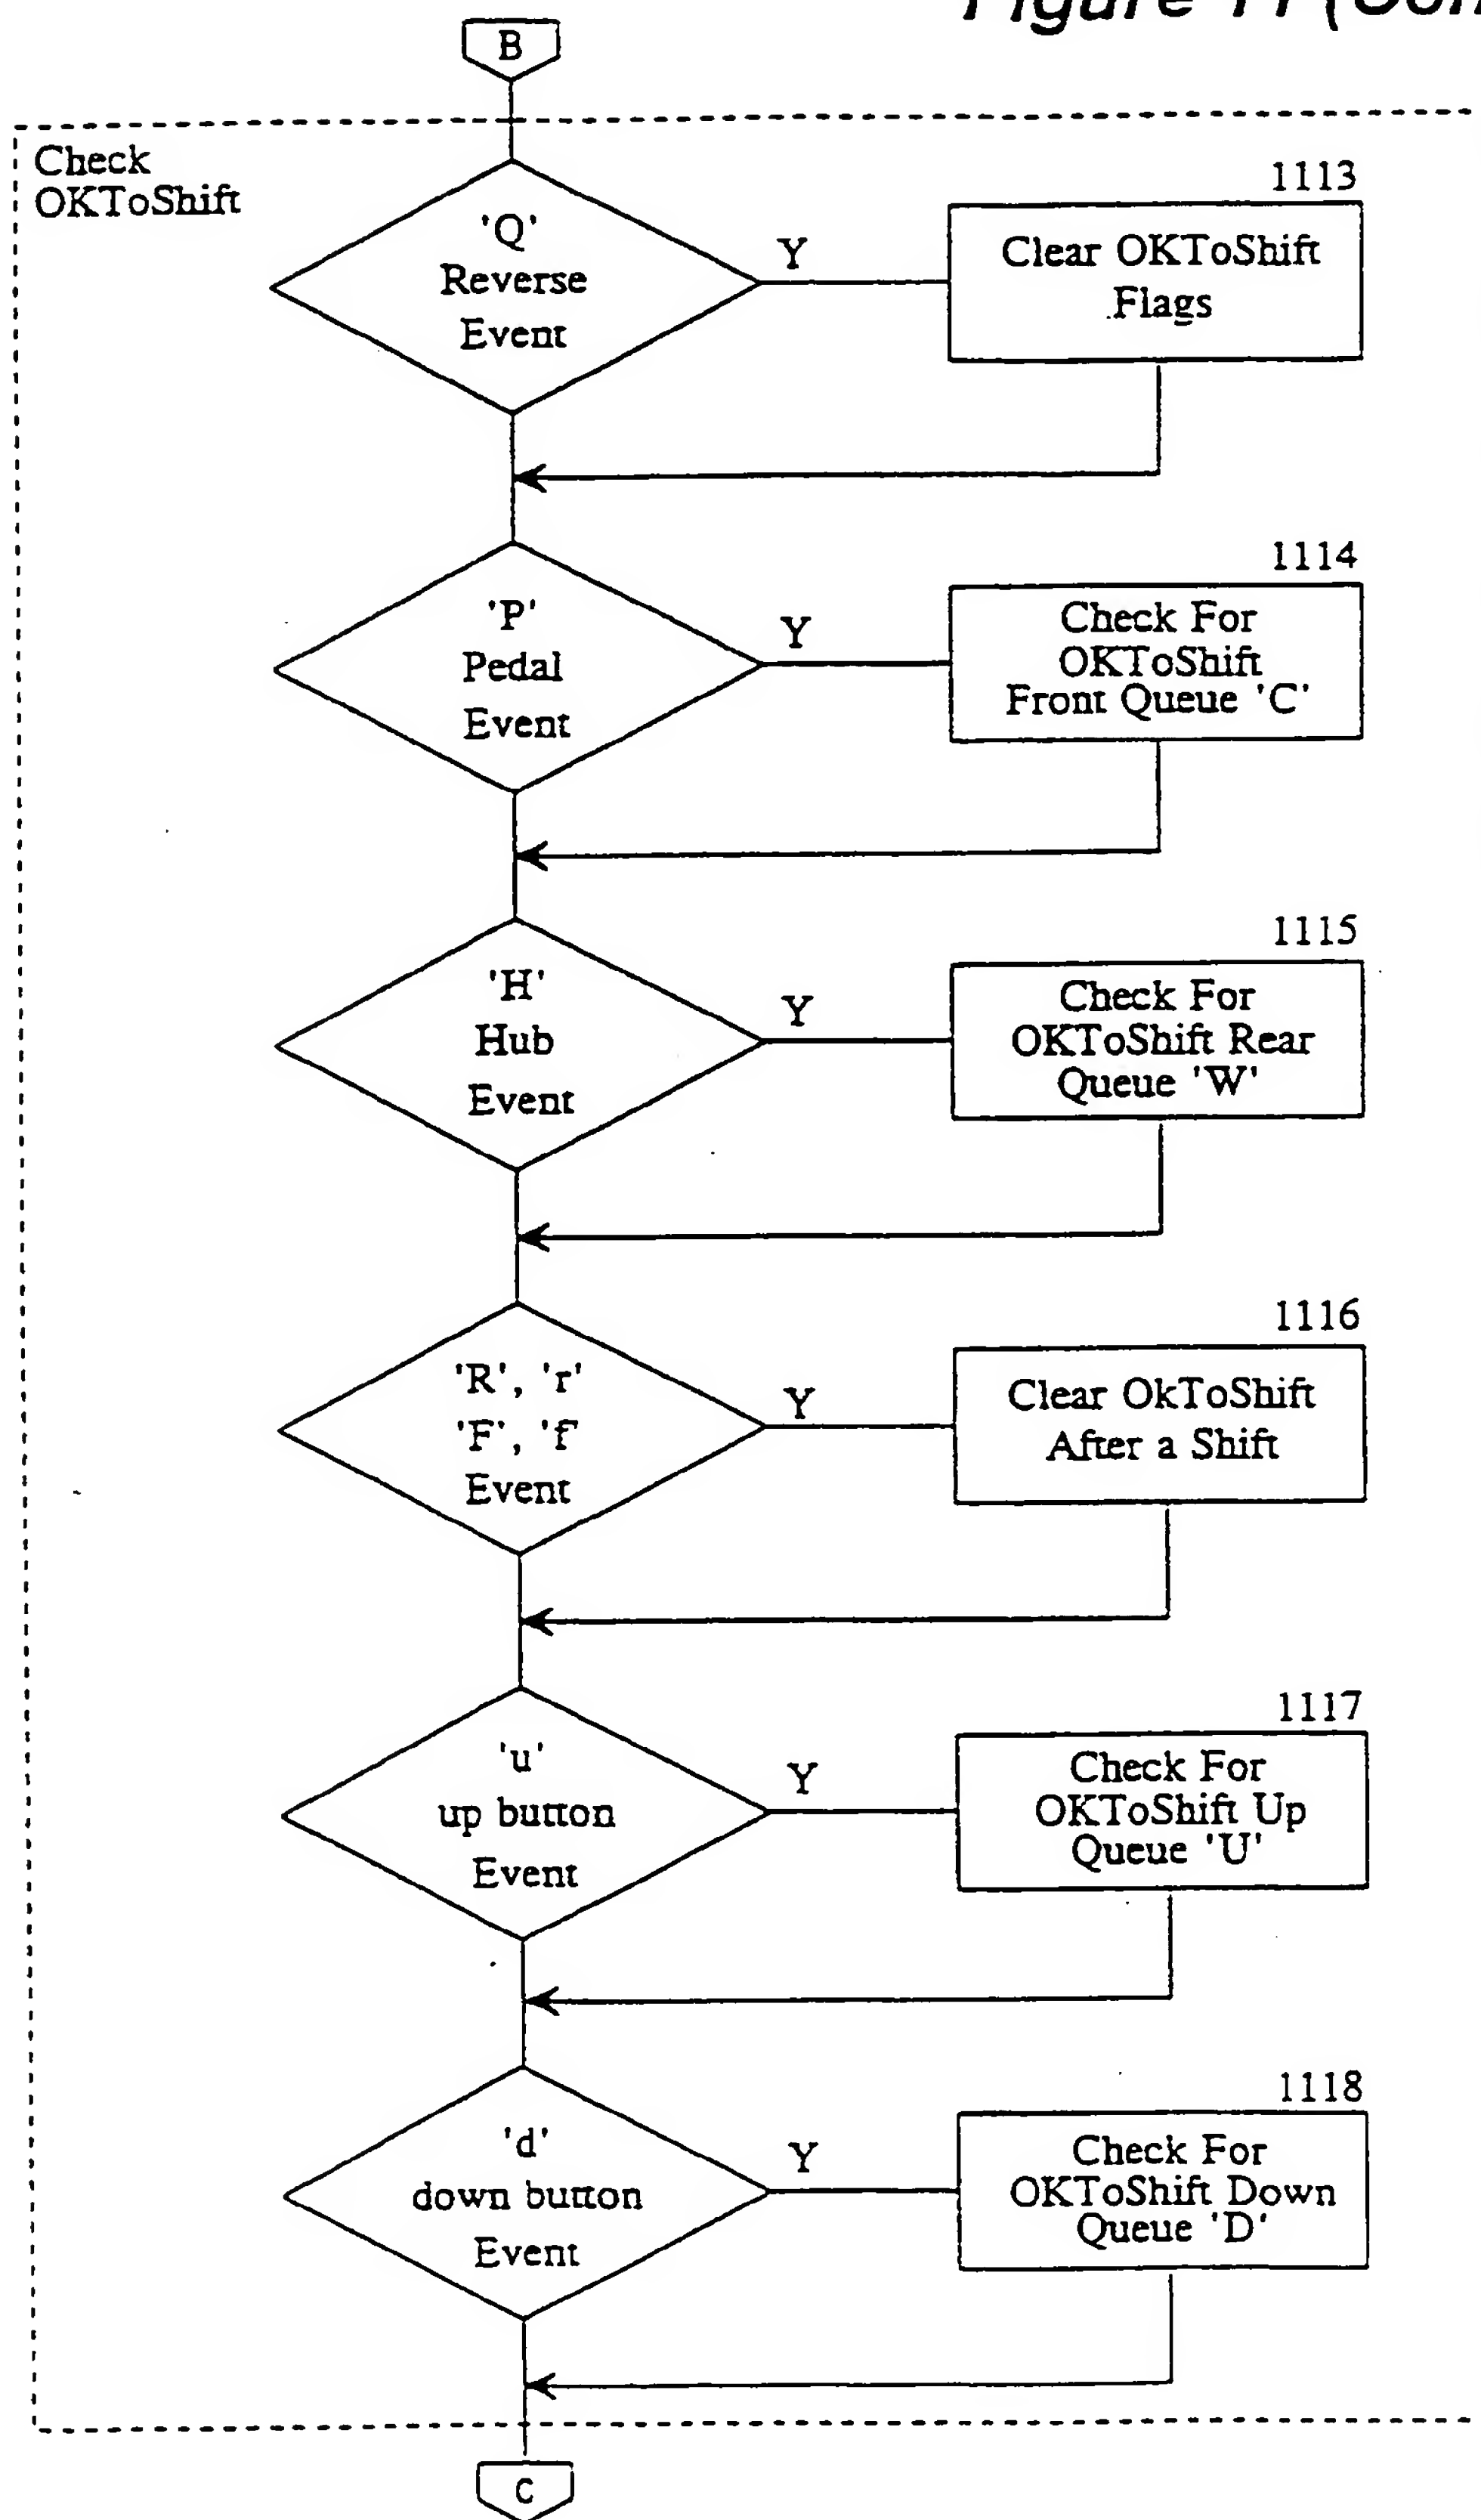 B
Check
OKToShift
'Q'
Reverse
Event
Y
1113
Clear OKToShift
Flags
'P'
Pedal
Event
Y
1114
Check For
OKToShift
Front Queue 'C'
'H'
Hub
Event
Y
1115
Check For
OKToShift Rear
Queue 'W'
'R', 'r'
'F', 'f'
Event
Y
1116
Clear OkToShift
After a Shift
'u'
up button
Event
Y
1117
Check For
OKToShift Up
Queue 'U'
'd'
down button
Event
Y
1118
Check For
OKToShift Down
Queue 'D'
C